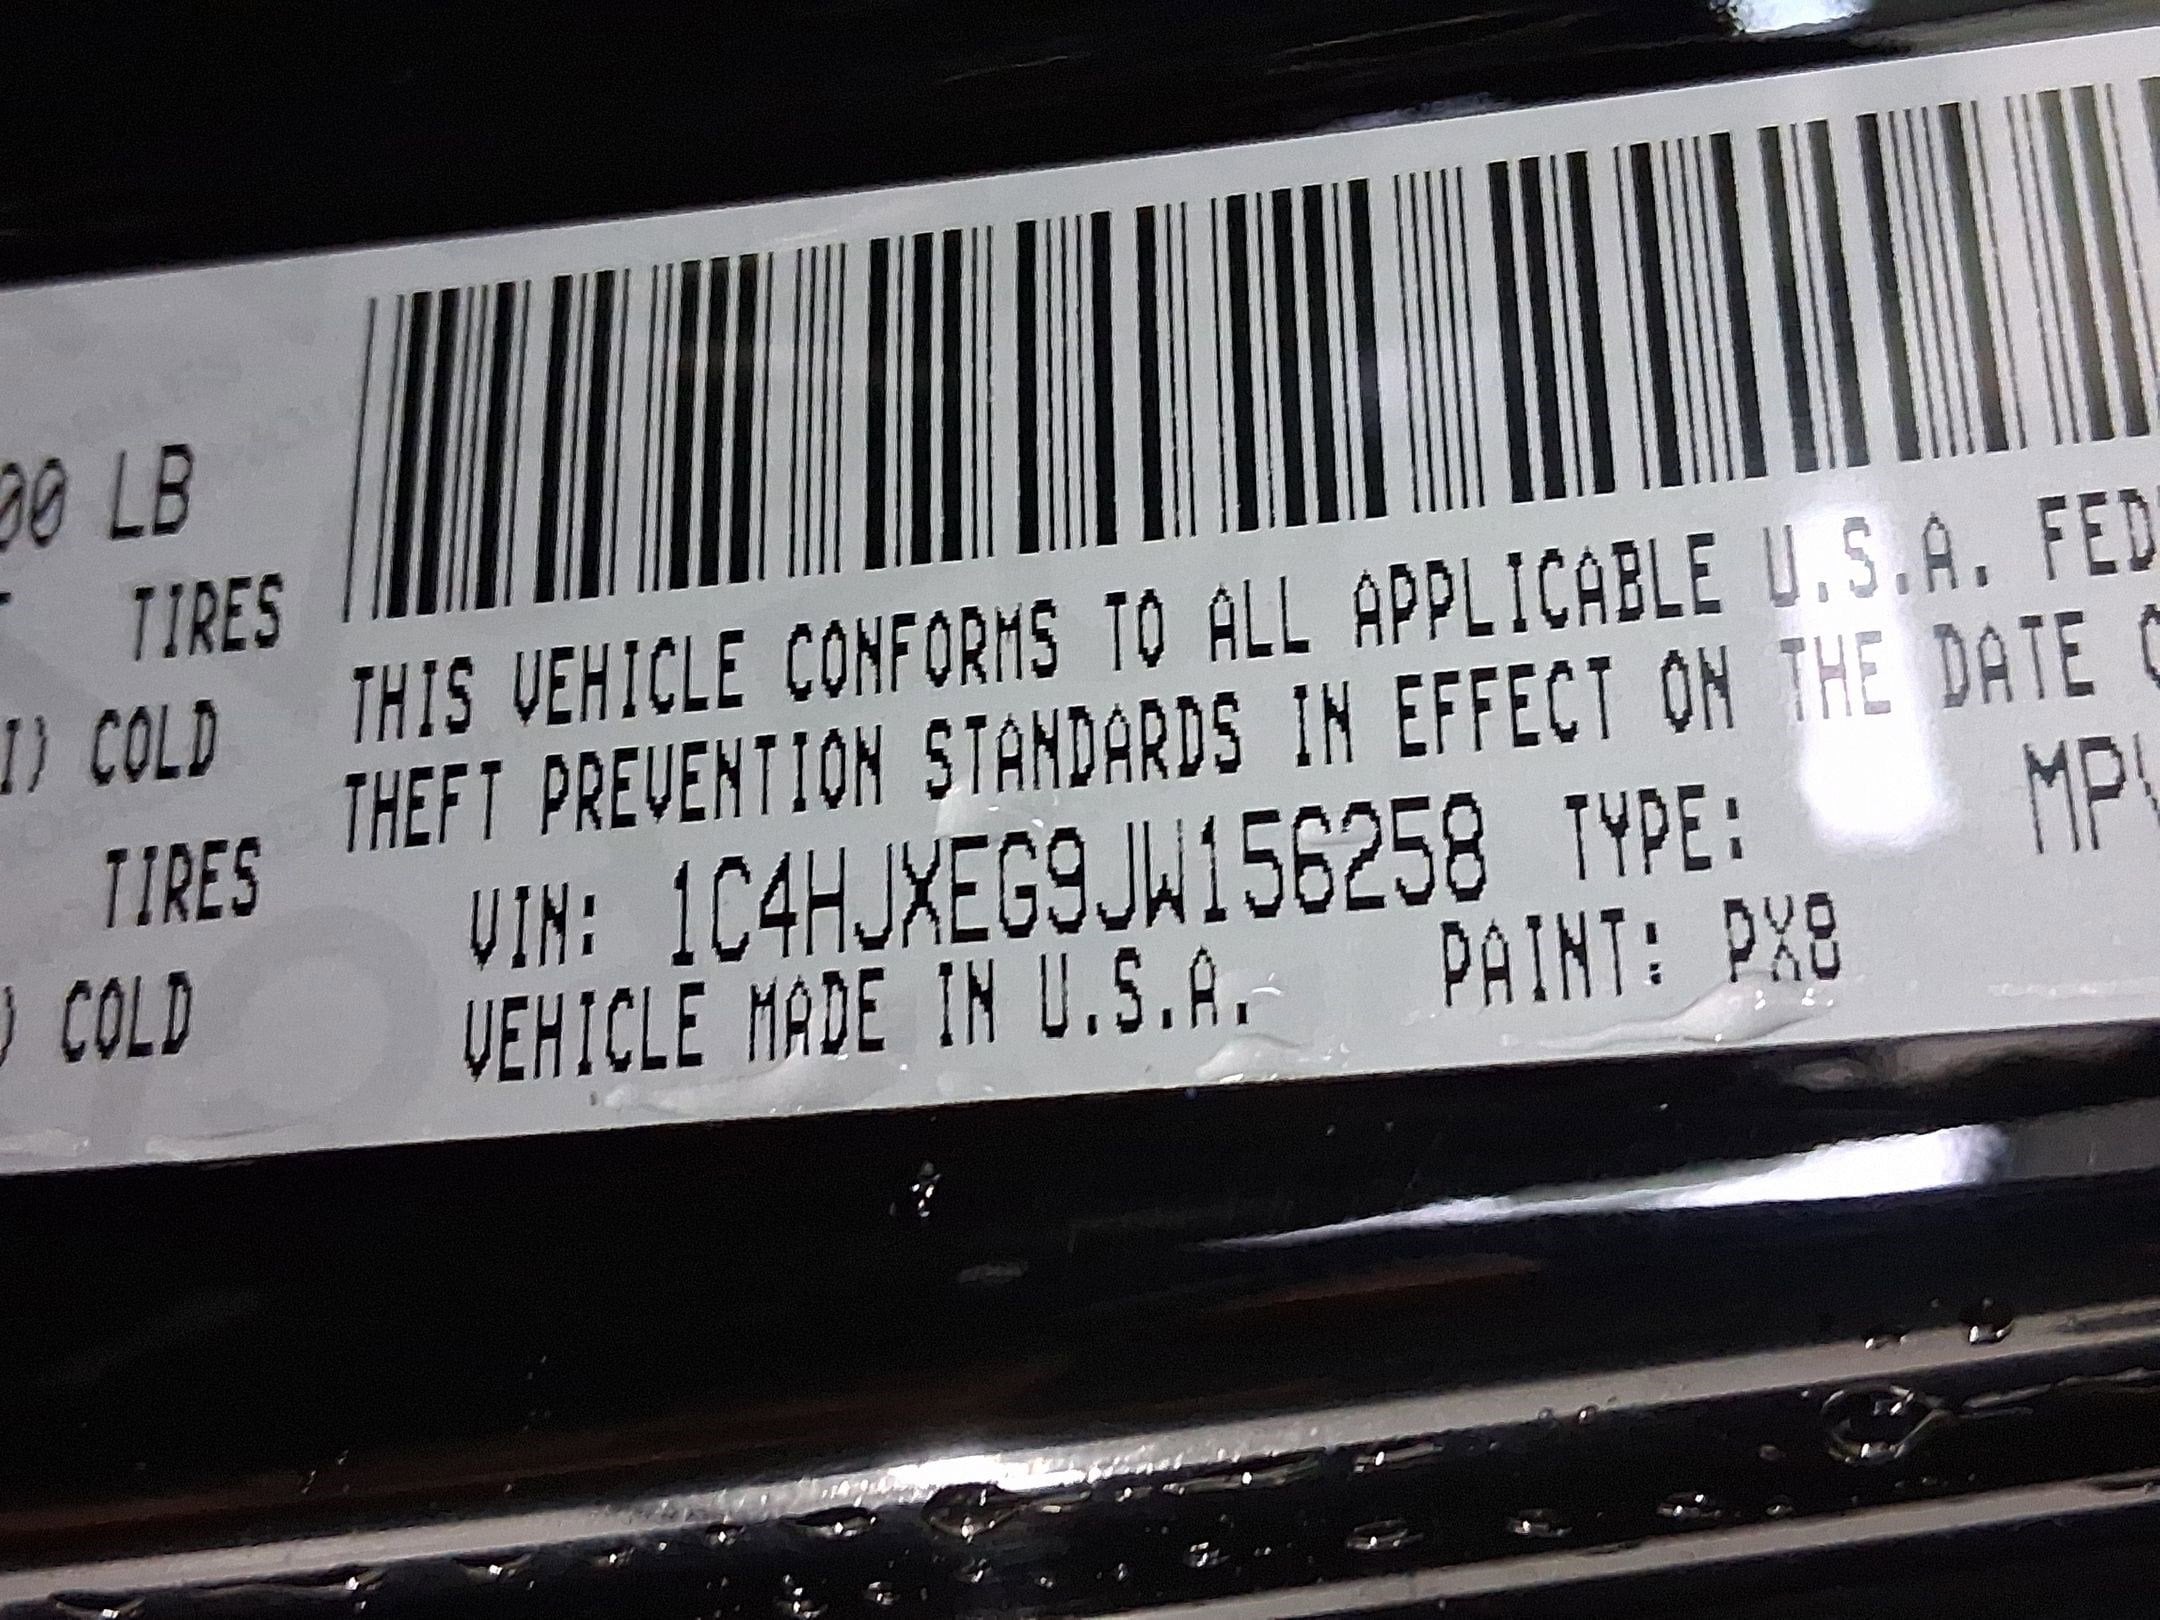 00 LB
TIRES
I) COLD
TIRES
) COLD
THIS VEHICLE CONFORMS TO ALL APPLICABLE U.S.A. FED
THEFT PREVENTION STANDARDS IN EFFECT ON THE DATE
VIN: 1C4HJXEG9JW156258 TYPE: MPV
VEHICLE MADE IN U.S.A. PAINT: PX8